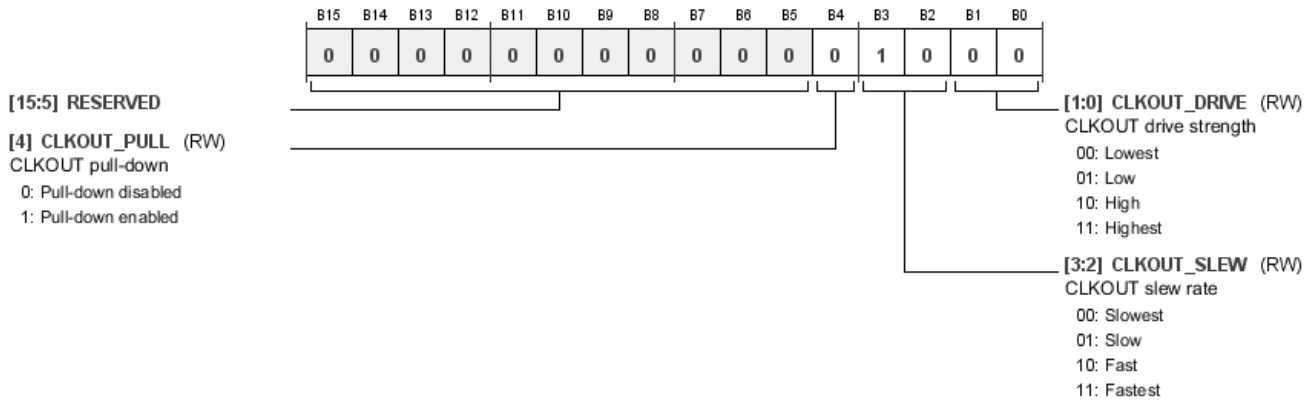 B15 B14 B13 B12 B11 B10 B9 B8 B7 B6 B5 B4 B3 B2 B1 B0
0 0 0 0 0 0 0 0 0 0 0 0 1 0 0 0
[15:5] RESERVED
[4] CLKOUT_PULL (RW)
CLKOUT pull-down
0: Pull-down disabled
1: Pull-down enabled
[1:0] CLKOUT_DRIVE (RW)
CLKOUT drive strength
00: Lowest
01: Low
10: High
11: Highest
[3:2] CLKOUT_SLEW (RW)
CLKOUT slew rate
00: Slowest
01: Slow
10: Fast
11: Fastest